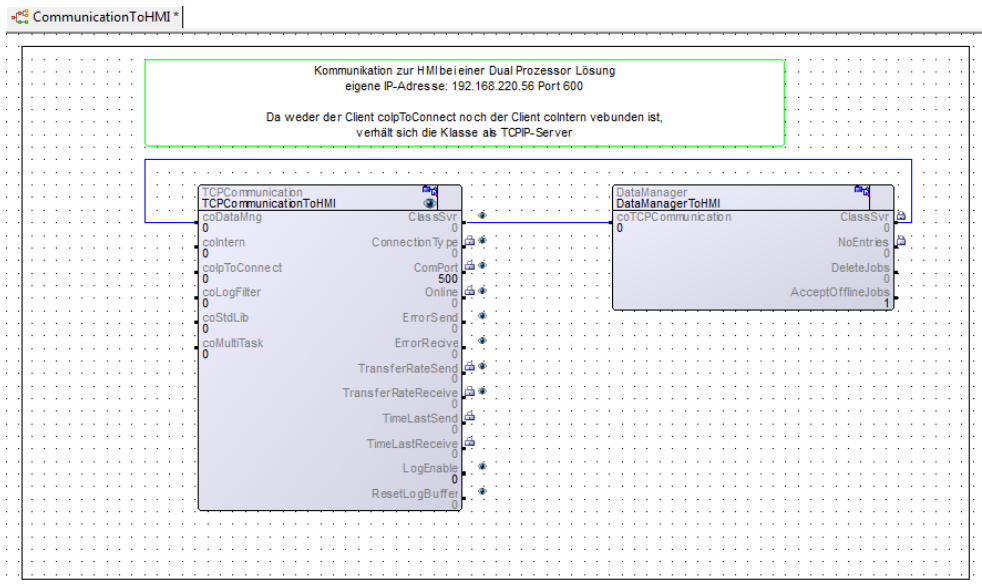 CommunicationToHMI *
Kommunikation zur HMI bei einer Dual Prozessor Lösung
eigene IP-Adresse: 192.168.220.56 Port 600
Da weder der Client coIpToConnect noch der Client coIntern vebunden ist,
verhält sich die Klasse als TCPIP-Server
TCPCommunication
TCPCommunicationToHMI
coDataMng
0
coIntern
0
coIpToConnect
0
coLogFilter
0
coStdLib
0
coMultiTask
0
ClassSvr
0
ConnectionType
0
ComPort
500
Online
0
ErrorSend
0
ErrorRecive
0
TransferRateSend
0
TransferRateReceive
0
TimeLastSend
0
TimeLastReceive
0
LogEnable
0
ResetLogBuffer
0
DataManager
DataManagerToHMI
coTCPCommunication
0
ClassSvr
0
NoEntries
0
DeleteJobs
0
AcceptOfflineJobs
1